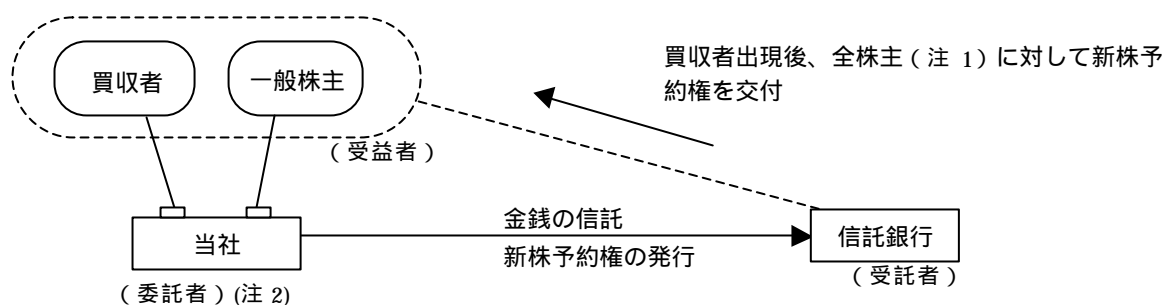 買収者
一般株主
買収者出現後、全株主(注 1)に対して新株予
約権を交付
(受益者)
当社
金銭の信託
新株予約権の発行
信託銀行
(受託者)
(委託者)(注 2)